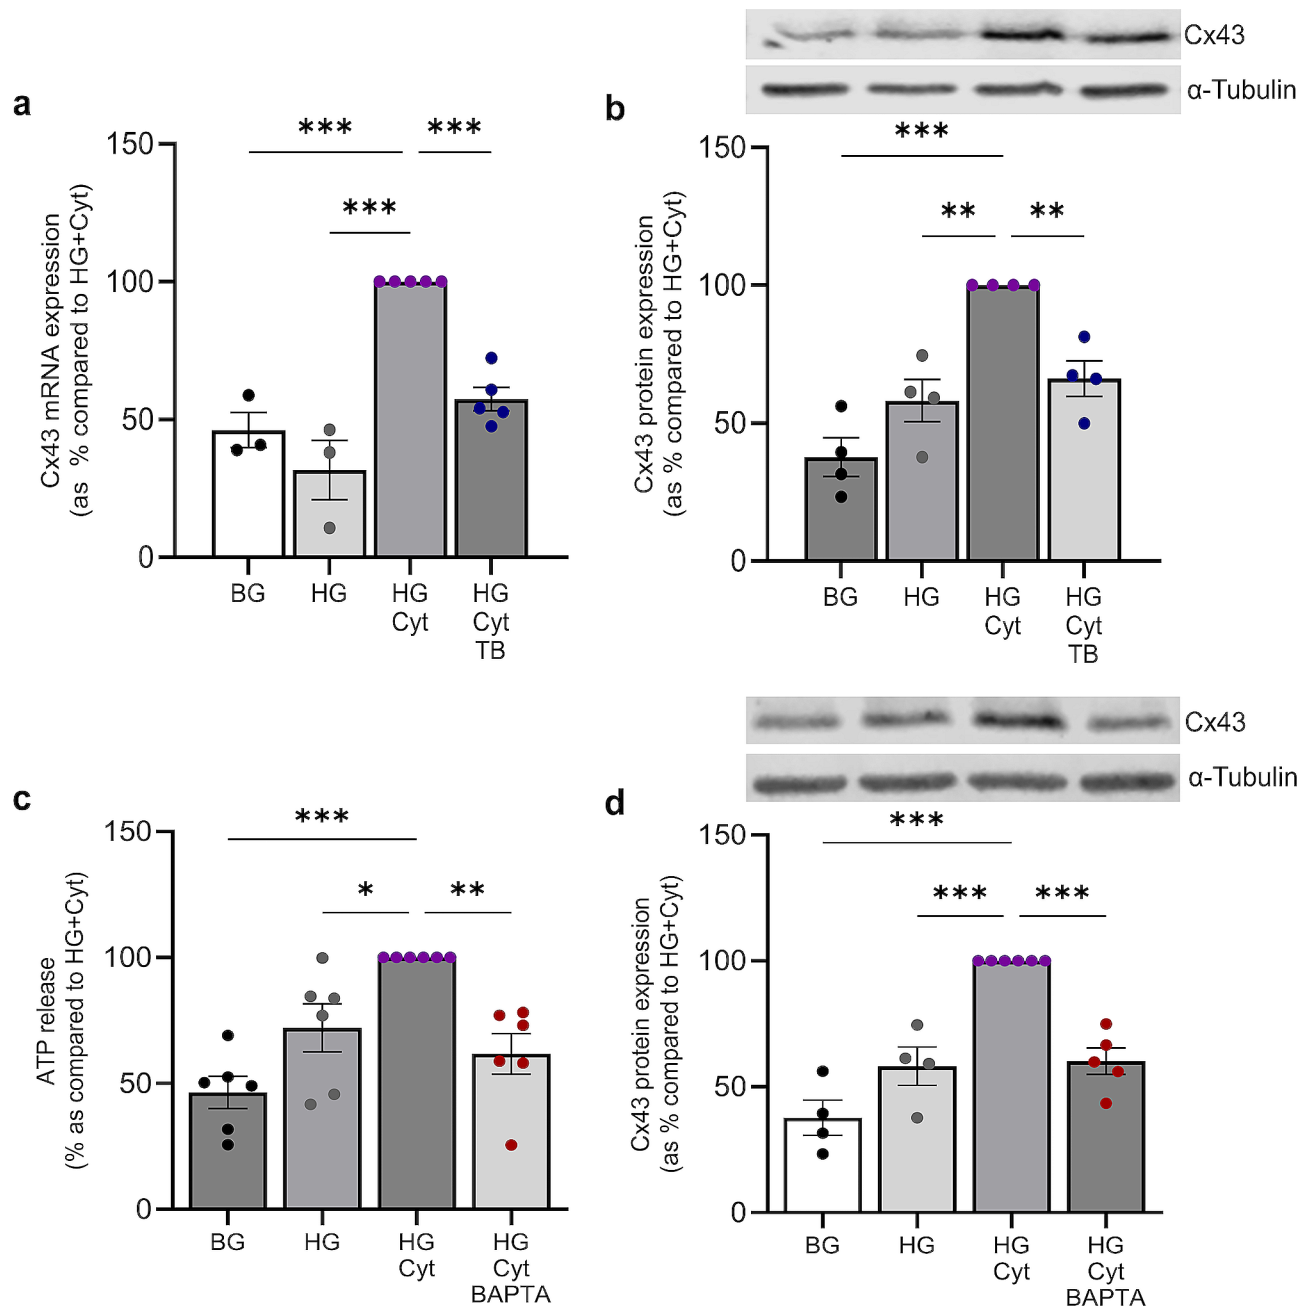 a
Cx43 mRNA expression
(as % compared to HG+Cyt)
150
100
50
0
***
***
***
BG
HG
HG
Cyt
HG
Cyt
TB
b
Cx43
α-Tubulin
Cx43 protein expression
(as % compared to HG+Cyt)
150
100
50
0
***
**
**
BG
HG
HG
Cyt
HG
Cyt
TB
c
ATP release
(% as compared to HG+Cyt)
150
100
50
0
***
*
**
BG
HG
HG
Cyt
HG
Cyt
BAPTA
d
Cx43
α-Tubulin
Cx43 protein expression
(as % compared to HG+Cyt)
150
100
50
0
***
***
***
BG
HG
HG
Cyt
HG
Cyt
BAPTA